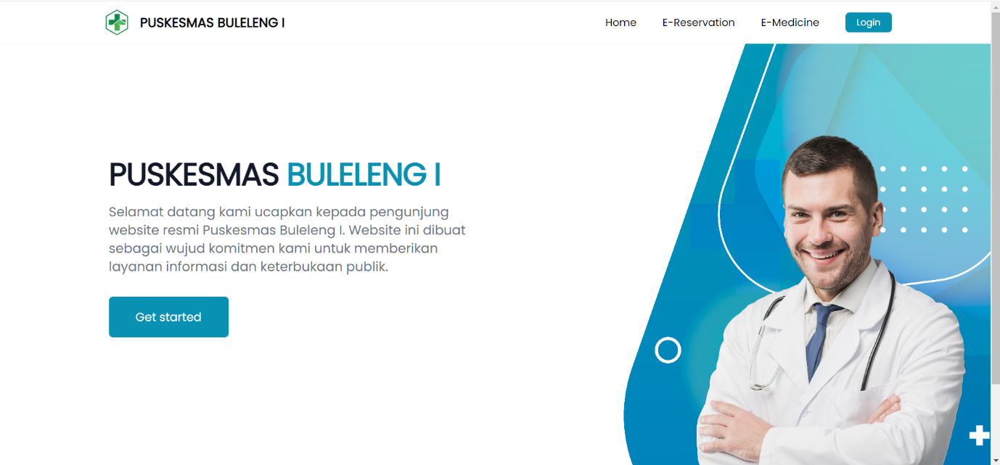 PUSKESMAS BULELENG I
Home
E-Reservation
E-Medicine
Login
PUSKESMAS BULELENG I
Selamat datang kami ucapkan kepada pengunjung
website resmi Puskesmas Buleleng I. Website ini dibuat
sebagai wujud komitmen kami untuk memberikan
layanan informasi dan keterbukaan publik.
Get started